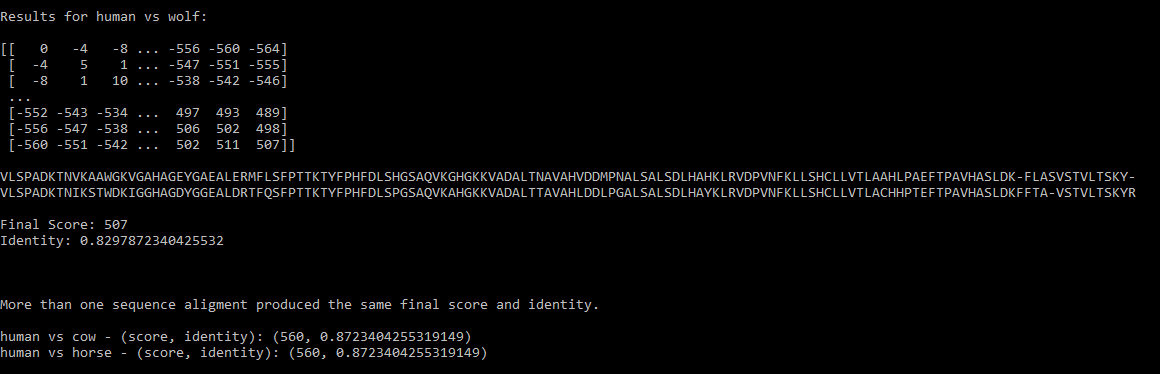 Results for human vs wolf:
[[   0   -4   -8 ... -556 -560 -564]
 [  -4    5    1 ... -547 -551 -555]
 [  -8    1   10 ... -538 -542 -546]
 ...
 [-552 -543 -534 ...  497  493  489]
 [-556 -547 -538 ...  506  502  498]
 [-560 -551 -542 ...  502  511  507]]
VLSPADKTNVKAAWGKVGAHAGEYGAEALERMFLSFPTTKTYFPHFDLSHGSAQVKGHGKKVADALTNAVAHVDDMPNALSALSDLHAHKLRVDPVNFKLLSHCLLVTLAAHLPAEFTPAVHASLDK-FLASVSTVLTSKY-
VLSPADKTNIKSTWDKIGGHAGDYGGEALDRTFQSFPTTKTYFPHFDLSPGSAQVKAHGKKVADALTTAVAHLDDLPGALSALSDLHAYKLRVDPVNFKLLSHCLLVTLACHHPTEFTPAVHASLDKFFTA-VSTVLTSKYR
Final Score: 507
Identity: 0.8297872340425532
More than one sequence aligment produced the same final score and identity.
human vs cow - (score, identity): (560, 0.8723404255319149)
human vs horse - (score, identity): (560, 0.8723404255319149)